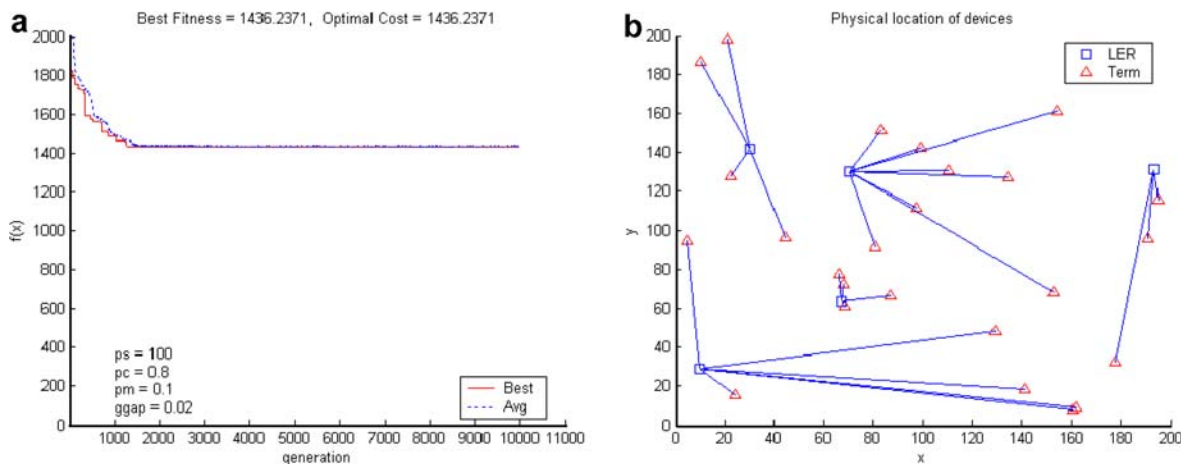 a
Best Fitness = 1436.2371, Optimal Cost = 1436.2371
2000
1800
1600
1400
1200
1000
800
600
400
200
0
f(x)
ps = 100
pc = 0.8
pm = 0.1
ggap = 0.02
Best
Avg
1000 2000 3000 4000 5000 6000 7000 8000 9000 10000 11000
generation
b
Physical location of devices
200
180
160
140
120
100
80
60
40
20
0
y
LER
Term
0 20 40 60 80 100 120 140 160 180 200
x